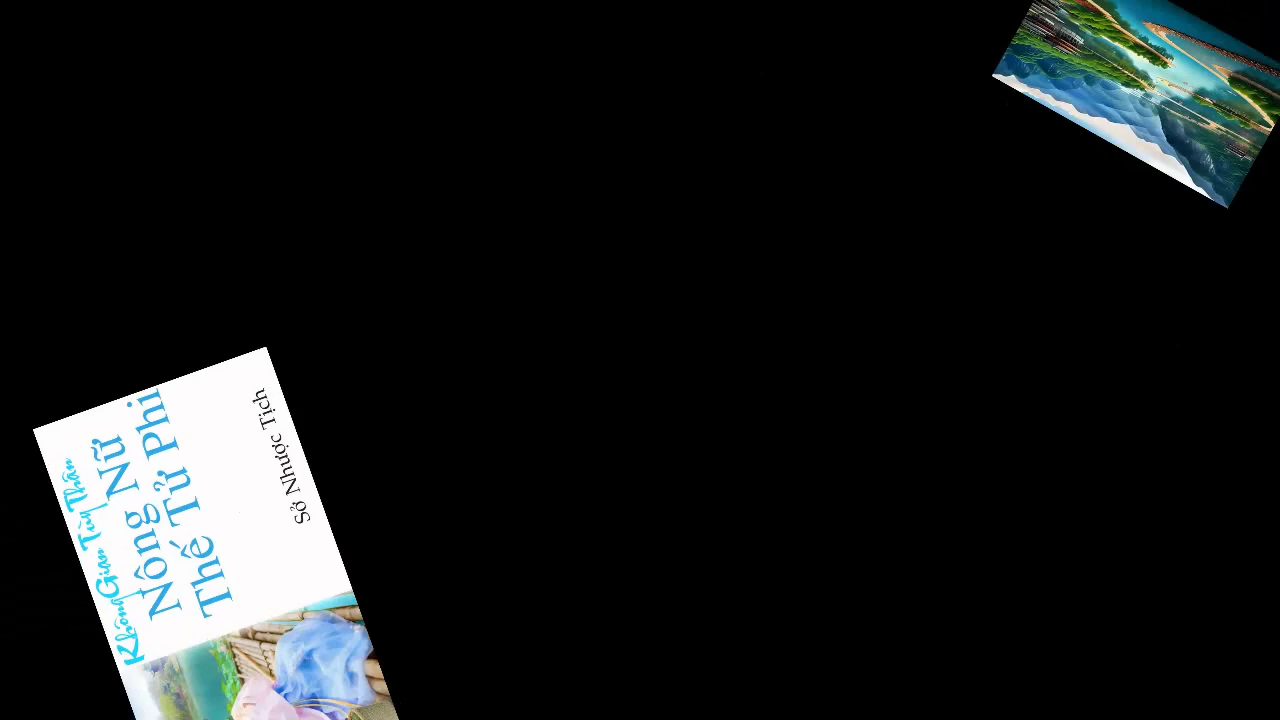 Không Gian Tùy Thân
Nông Nữ
Thế Tử Phi
Sở Nhược Tịch